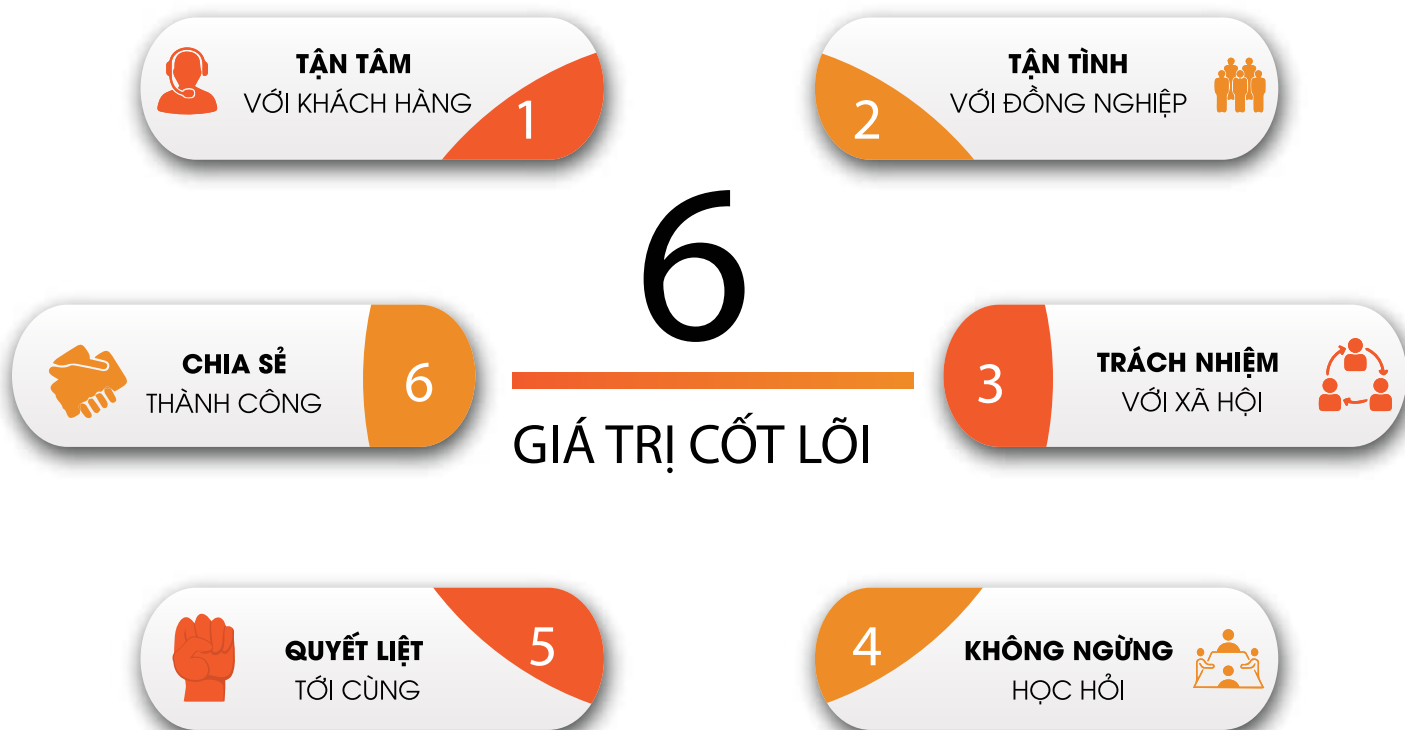 TẬN TÂM
VỚI KHÁCH HÀNG
1
TẬN TÌNH
VỚI ĐỒNG NGHIỆP
2
6
GIÁ TRỊ CỐT LÕI
TRÁCH NHIỆM
VỚI XÃ HỘI
3
KHÔNG NGỪNG
HỌC HỎI
4
QUYẾT LIỆT
TỚI CÙNG
5
CHIA SẺ
THÀNH CÔNG
6